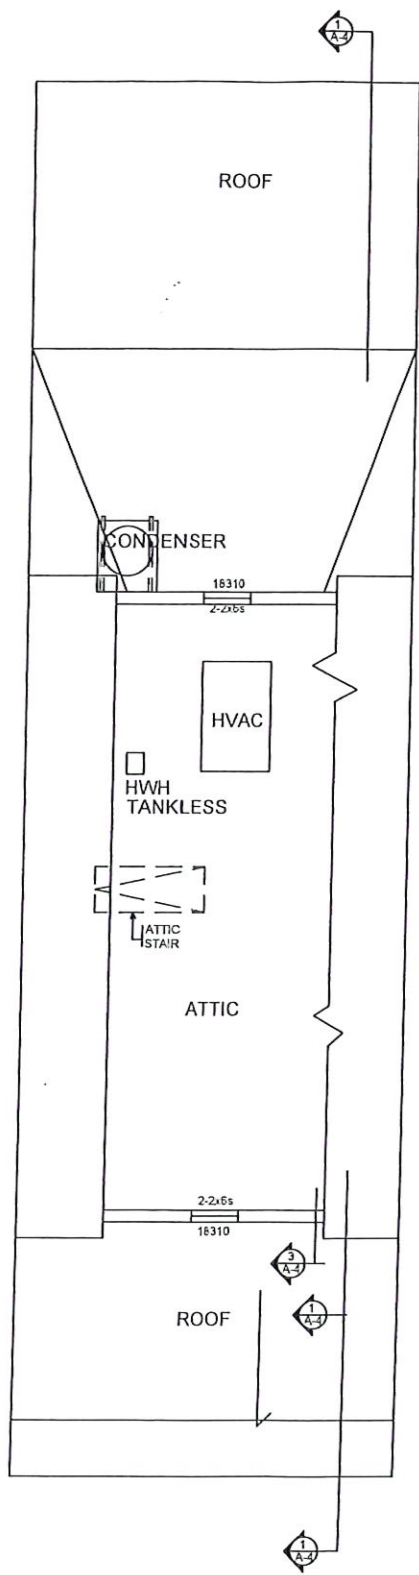 1
A-4
ROOF
CONDENSER
18310
2-2x6s
HVAC
HWH
TANKLESS
ATTIC
STAIR
ATTIC
2-2x6s
18310
3
A-4
1
A-4
ROOF
1
A-4